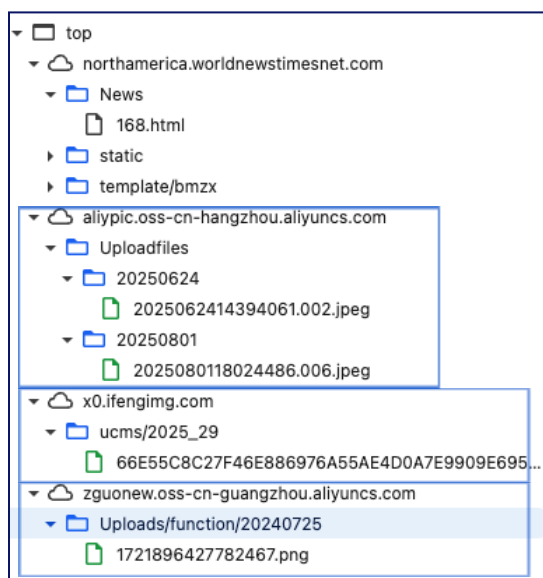 top
northamerica.worldnewstimesnet.com
News
168.html
static
template/bmzx
aliypic.oss-cn-hangzhou.aliyuncs.com
Uploadfiles
20250624
2025062414394061.002.jpeg
20250801
2025080118024486.006.jpeg
x0.ifengimg.com
ucms/2025_29
66E55C8C27F46E886976A55AE4D0A7E9909E695...
zguonew.oss-cn-guangzhou.aliyuncs.com
Uploads/function/20240725
1721896427782467.png